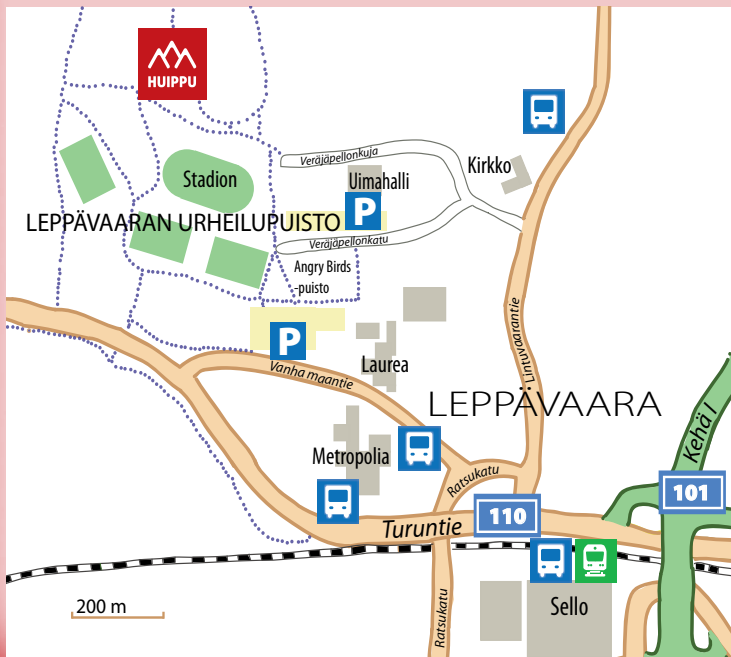 HUIPPU
Veräjäpellonkuja
Kirkko
Stadion
Uimahalli
LEPPÄVAARAN URHEILUPUISTO
P
Veräjäpellonkatu
Angry Birds
-puisto
Lintuvaarantie
P
Laurea
Vanha maantie
LEPPÄVAARA
Kehä I
Metropolia
Ratsukatu
101
110
Turuntie
200 m
Ratsukatu
Sello